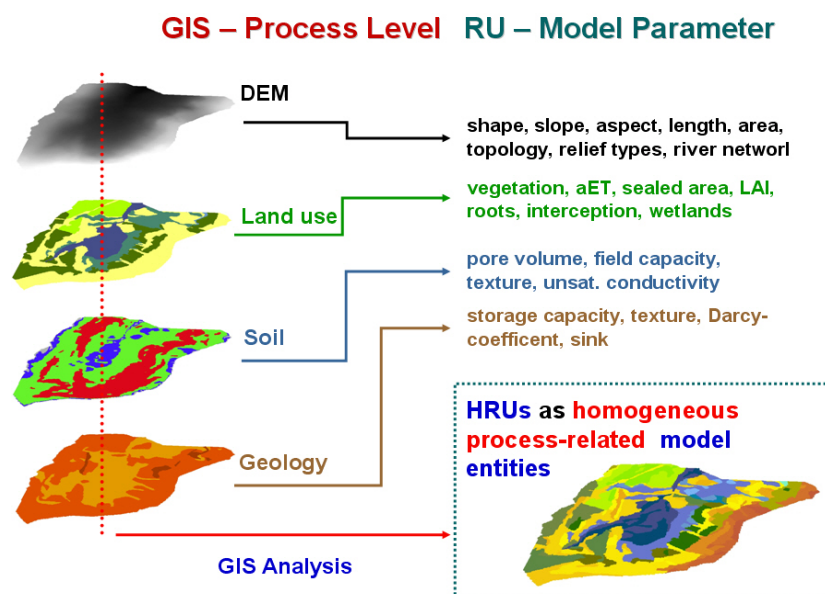 GIS – Process Level RU – Model Parameter
DEM
shape, slope, aspect, length, area,
topology, relief types, river networl
Land use
vegetation, aET, sealed area, LAI,
roots, interception, wetlands
Soil
pore volume, field capacity,
texture, unsat. conductivity
Geology
storage capacity, texture, Darcy-
coefficent, sink
HRUs as homogeneous
process-related model
entities
GIS Analysis